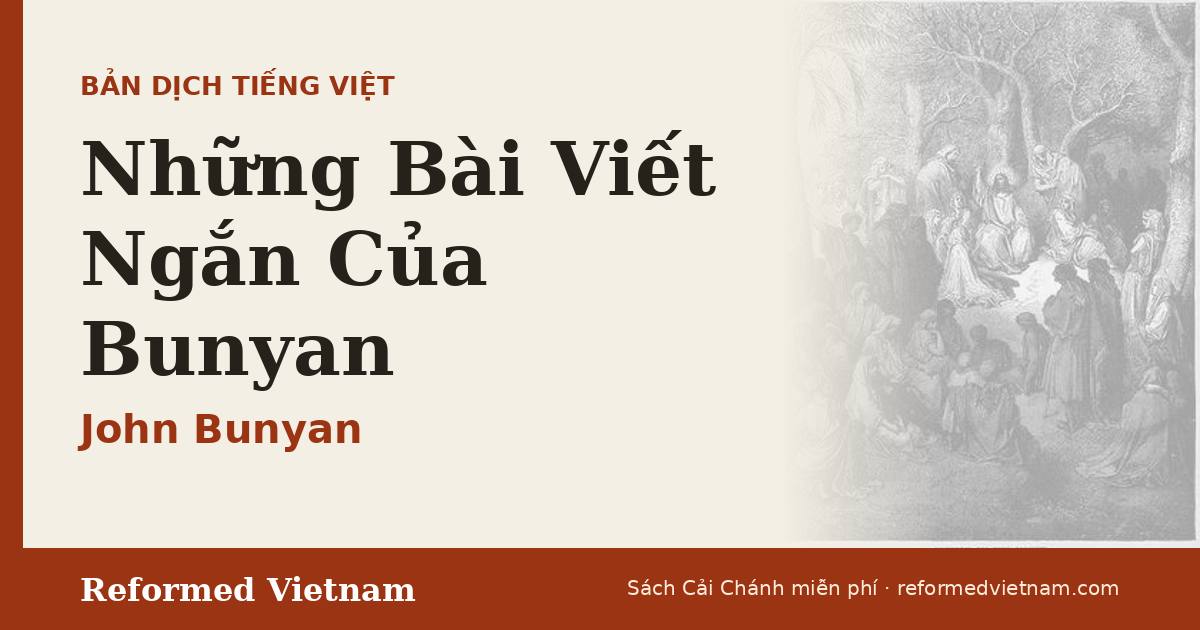 BẢN DỊCH TIẾNG VIỆT
Những Bài Viết
Ngắn Của
Bunyan
John Bunyan
Reformed Vietnam
Sách Cải Chánh miễn phí · reformedvietnam.com